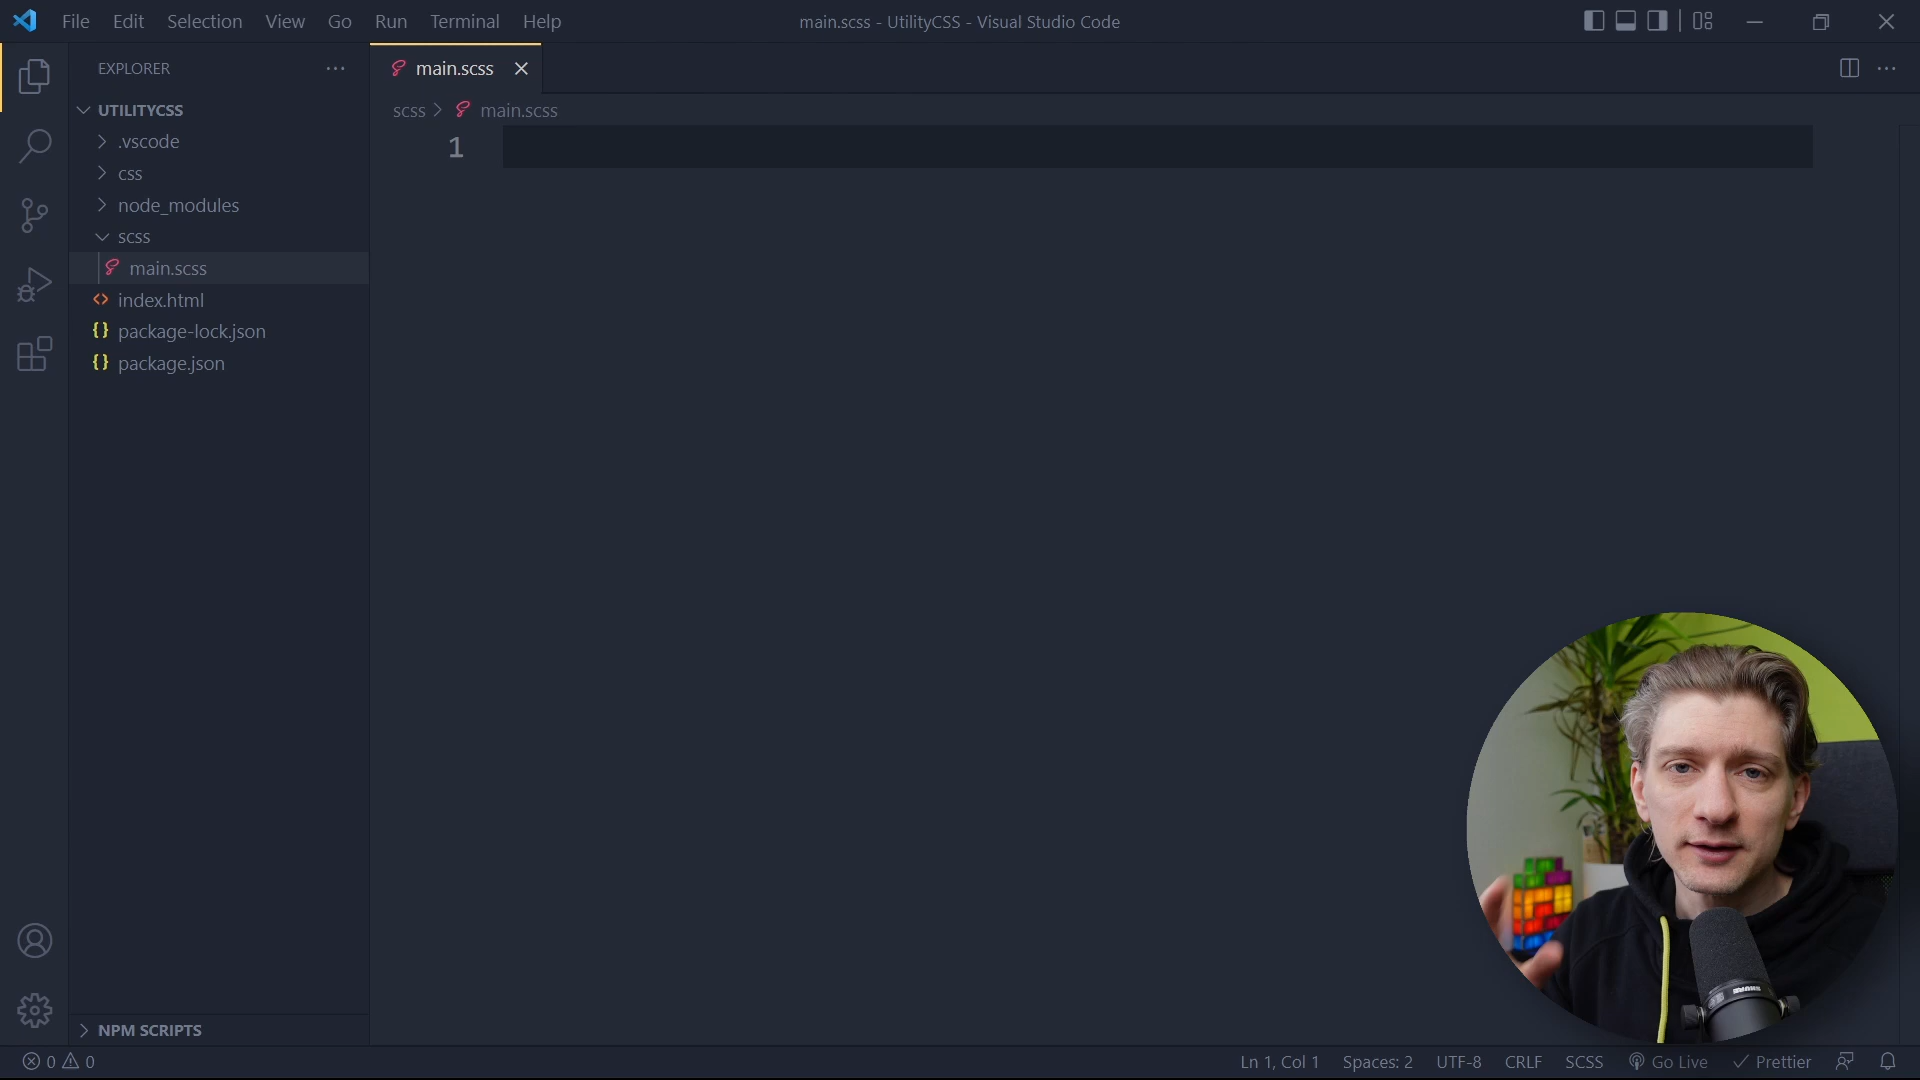 File Edit Selection View Go Run Terminal Help
main.scss - UtilityCSS - Visual Studio Code
EXPLORER
UTILITYCSS
.vscode
css
node_modules
scss
main.scss
index.html
package-lock.json
package.json
NPM SCRIPTS
main.scss
scss > main.scss
1
SHURE
0 0
Ln 1, Col 1 Spaces: 2 UTF-8 CRLF SCSS Go Live Prettier